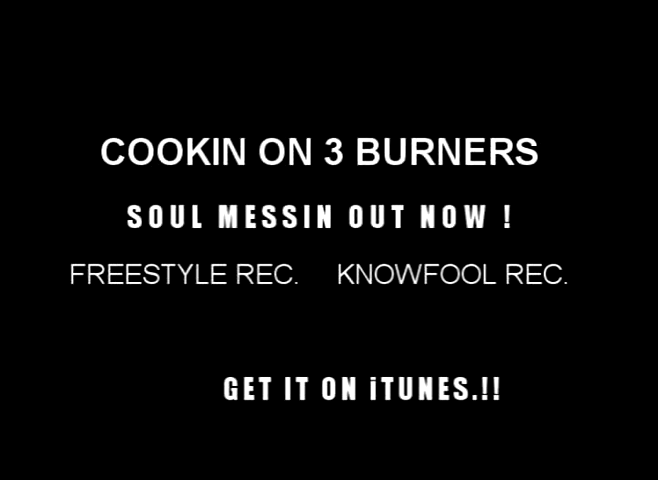 COOKIN ON 3 BURNERS
SOUL MESSIN OUT NOW !
FREESTYLE REC. KNOWFOOL REC.
GET IT ON iTUNES.!!